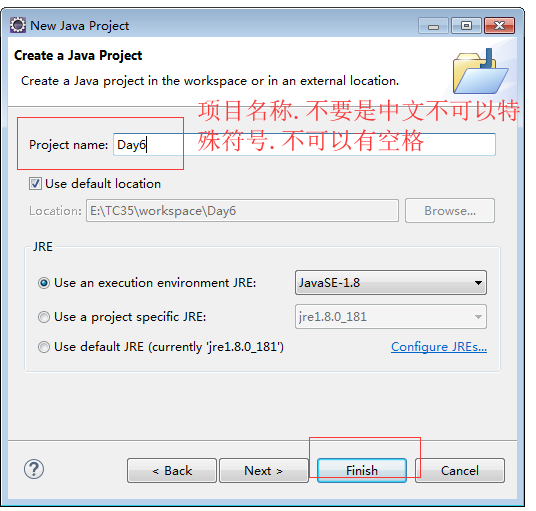 New Java Project
Create a Java Project
Create a Java project in the workspace or in an external location.
项目名称.不要是中文不可以特
殊符号.不可以有空格
Project name: Day6
Use default location
Location: E:\TC35\workspace\Day6 Browse...
JRE
Use an execution environment JRE: JavaSE-1.8
Use a project specific JRE: jre1.8.0_181
Use default JRE (currently 'jre1.8.0_181') Configure JREs...
? < Back Next > Finish Cancel